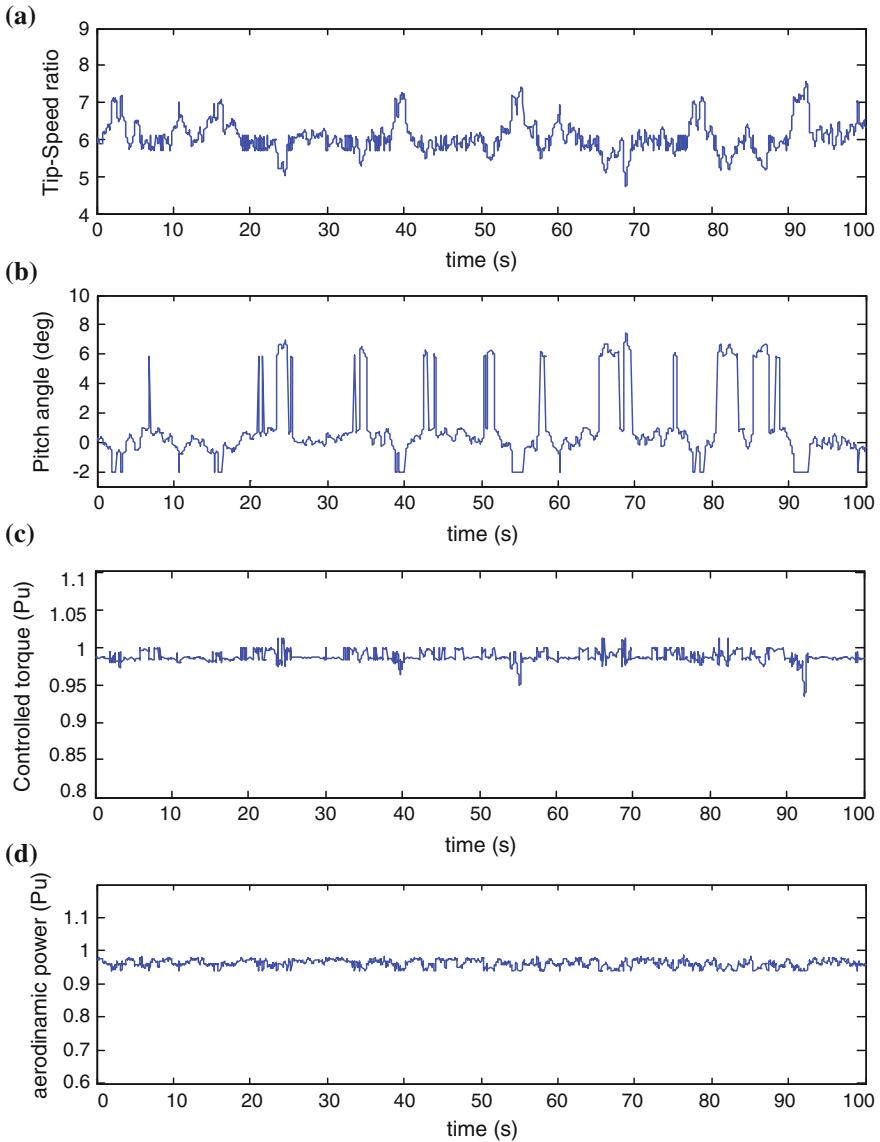 (a)
9
8
7
6
5
4
Tip-Speed ratio
0 10 20 30 40 50 60 70 80 90 100
time (s)
(b)
10
8
6
4
2
0
-2
Pitch angle (deg)
0 10 20 30 40 50 60 70 80 90 100
time (s)
(c)
1.1
1.05
1
0.95
0.9
0.85
0.8
Controlled torque (Pu)
0 10 20 30 40 50 60 70 80 90 100
time (s)
(d)
1.1
1
0.9
0.8
0.7
0.6
aerodinamic power (Pu)
0 10 20 30 40 50 60 70 80 90 100
time (s)